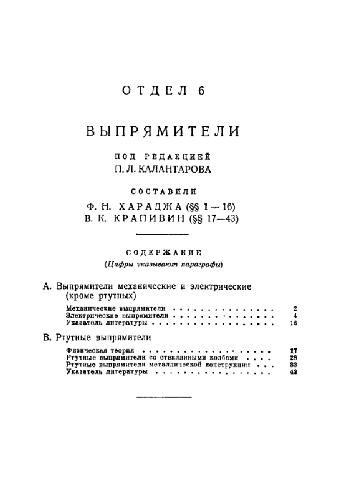 ОТДЕЛ 6
ВЫПРЯМИТЕЛИ
ПОД РЕДАКЦИЕЙ
П. Л. КАЛАНТАРОВА
СОСТАВИЛИ
Ф. Н. ХАРАДЖА (§§ 1—16)
В. К. КРАПИВИН (§§ 17—43)
СОДЕРЖАНИЕ
(Цифры указывают параграфы)
А. Выпрямители механические и электрические
(кроме ртутных)
Механические выпрямители . . . . . . . . . . . . . . 2
Электрические выпрямители . . . . . . . . . . . . . . 4
Указатель литературы . . . . . . . . . . . . . . . . 16
В. Ртутные выпрямители
Физическая теория . . . . . . . . . . . . . . . . . 17
Ртутные выпрямители со стеклянными колбами . . . . 28
Ртутные выпрямители металлической конструкции . . . 33
Указатель литературы . . . . . . . . . . . . . . . . 43